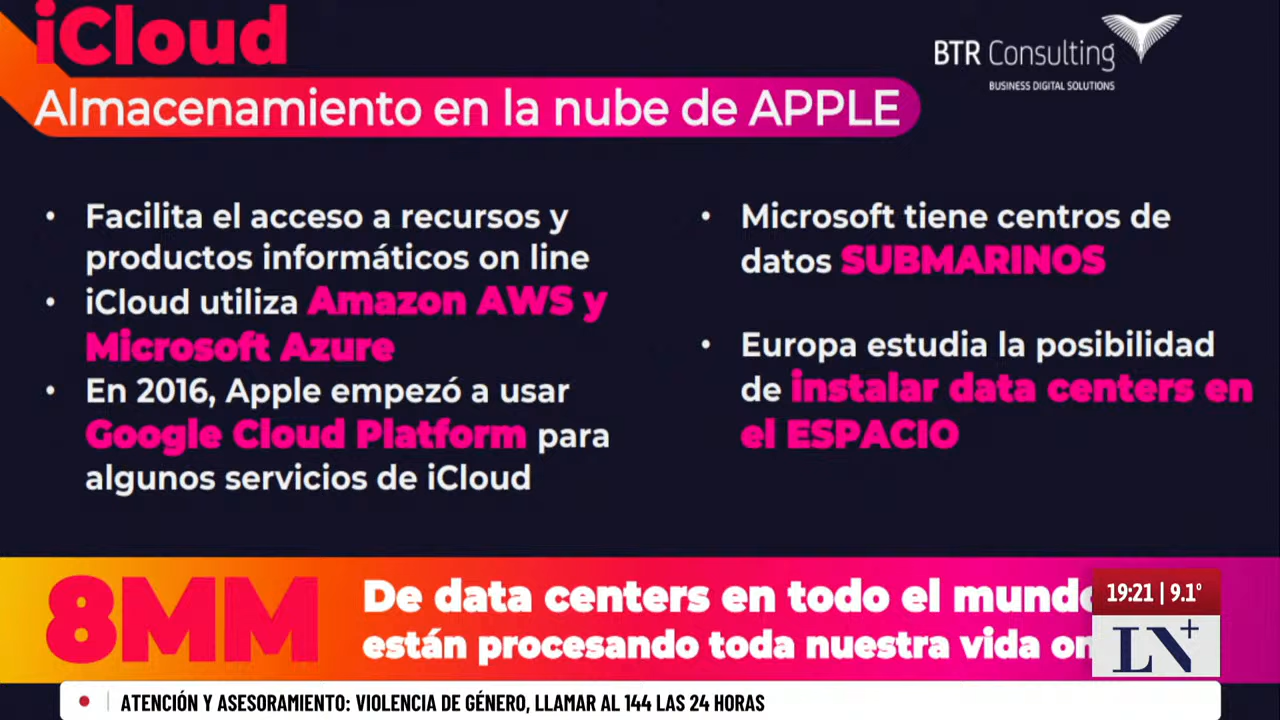 iCloud
BTR Consulting
BUSINESS DIGITAL SOLUTIONS
Almacenamiento en la nube de APPLE
• Facilita el acceso a recursos y
productos informáticos on line
• iCloud utiliza Amazon AWS y
Microsoft Azure
• En 2016, Apple empezó a usar
Google Cloud Platform para
algunos servicios de iCloud
• Microsoft tiene centros de
datos SUBMARINOS
• Europa estudia la posibilidad
de instalar data centers en
el ESPACIO
8MM
De data centers en todo el mundo
están procesando toda nuestra vida on
19:21 | 9.1°
LN+
ATENCIÓN Y ASESORAMIENTO: VIOLENCIA DE GÉNERO, LLAMAR AL 144 LAS 24 HORAS